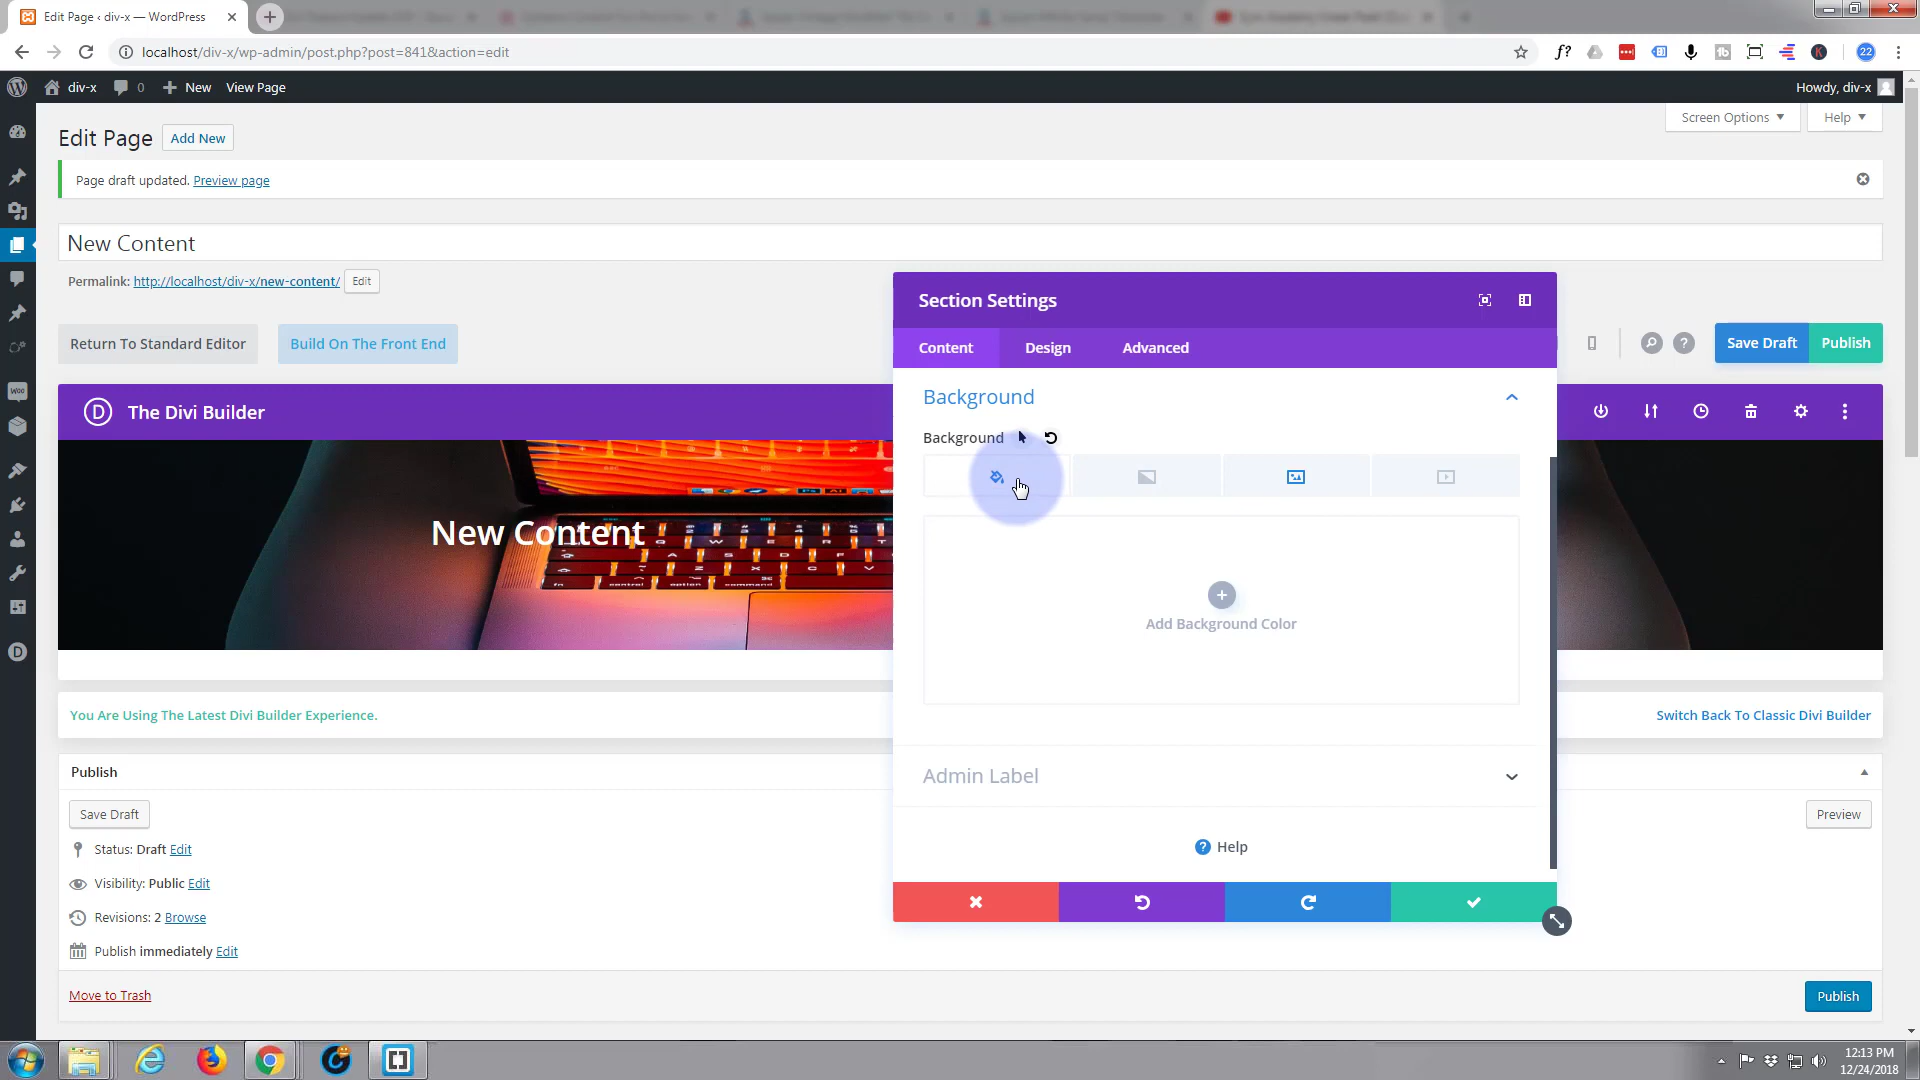 Edit Page ‹ div-x — WordPress
localhost/div-x/wp-admin/post.php?post=841&action=edit
f?
tb
K
22
div-x
0
New
View Page
Howdy, div-x
Edit Page
Add New
Screen Options
Help
Page draft updated. Preview page
New Content
Permalink: http://localhost/div-x/new-content/
Edit
Return To Standard Editor
Build On The Front End
Save Draft
Publish
D The Divi Builder
New Content
Section Settings
Content
Design
Advanced
Background
Background
Add Background Color
Admin Label
Help
You Are Using The Latest Divi Builder Experience.
Switch Back To Classic Divi Builder
Publish
Save Draft
Preview
Status: Draft Edit
Visibility: Public Edit
Revisions: 2 Browse
Publish immediately Edit
Move to Trash
Publish
Woo
D
12:13 PM
12/24/2018